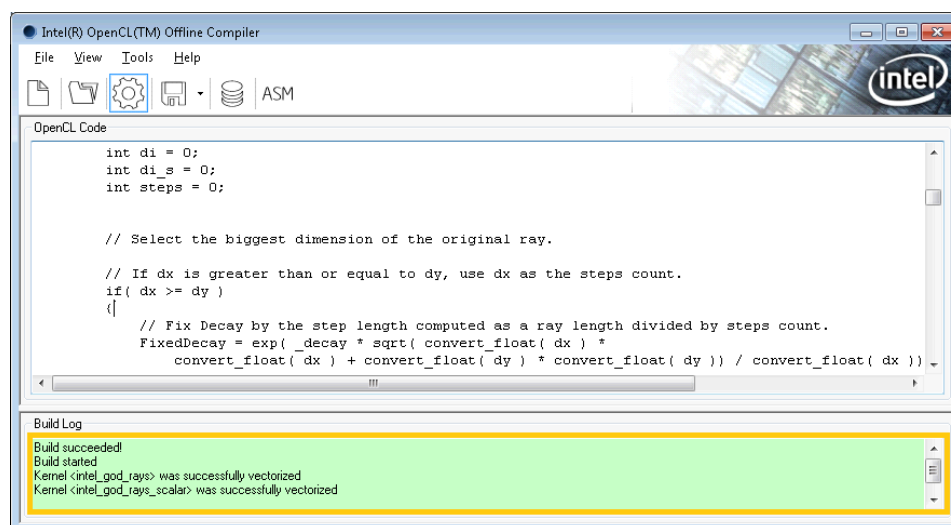 Intel(R) OpenCL(TM) Offline Compiler
File View Tools Help
ASM
intel
OpenCL Code
int di = 0;
int di_s = 0;
int steps = 0;
// Select the biggest dimension of the original ray.
// If dx is greater than or equal to dy, use dx as the steps count.
if( dx >= dy )
{
// Fix Decay by the step length computed as a ray length divided by steps count.
FixedDecay = exp( _decay * sqrt( convert_float( dx ) *
convert_float( dx ) + convert_float( dy ) * convert_float( dy )) / convert_float( dx ))
Build Log
Build succeeded!
Build started
Kernel <intel_god_rays> was successfully vectorized
Kernel <intel_god_rays_scalar> was successfully vectorized